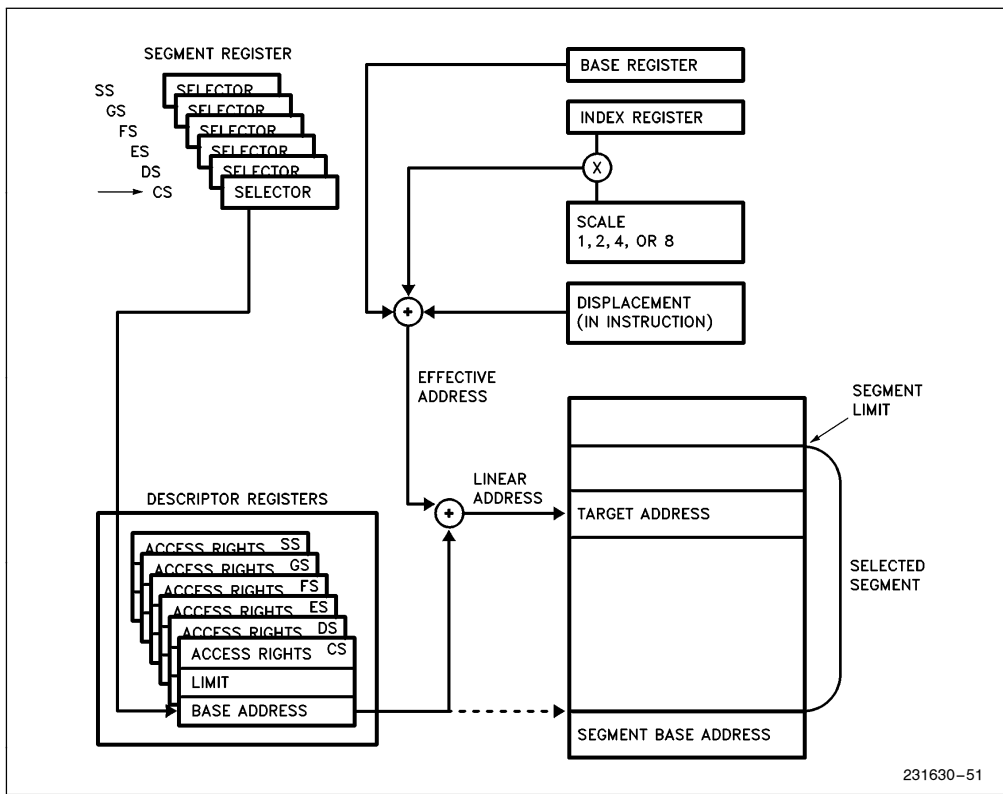 SEGMENT REGISTER
SS
GS
FS
ES
DS
CS
SELECTOR
SELECTOR
SELECTOR
SELECTOR
SELECTOR
SELECTOR
BASE REGISTER
INDEX REGISTER
X
SCALE
1, 2, 4, OR 8
DISPLACEMENT
(IN INSTRUCTION)
+
EFFECTIVE
ADDRESS
SEGMENT
LIMIT
LINEAR
ADDRESS
+
TARGET ADDRESS
SELECTED
SEGMENT
SEGMENT BASE ADDRESS
DESCRIPTOR REGISTERS
ACCESS RIGHTS SS
ACCESS RIGHTS GS
ACCESS RIGHTS FS
ACCESS RIGHTS ES
ACCESS RIGHTS DS
ACCESS RIGHTS CS
LIMIT
BASE ADDRESS
231630-51